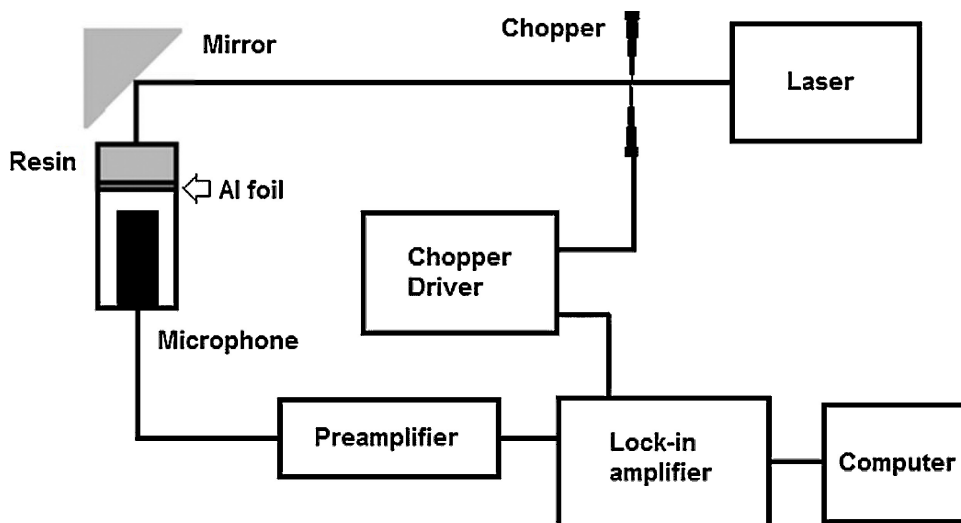 Chopper
Mirror
Laser
Resin
Al foil
Chopper
Driver
Microphone
Preamplifier
Lock-in
amplifier
Computer